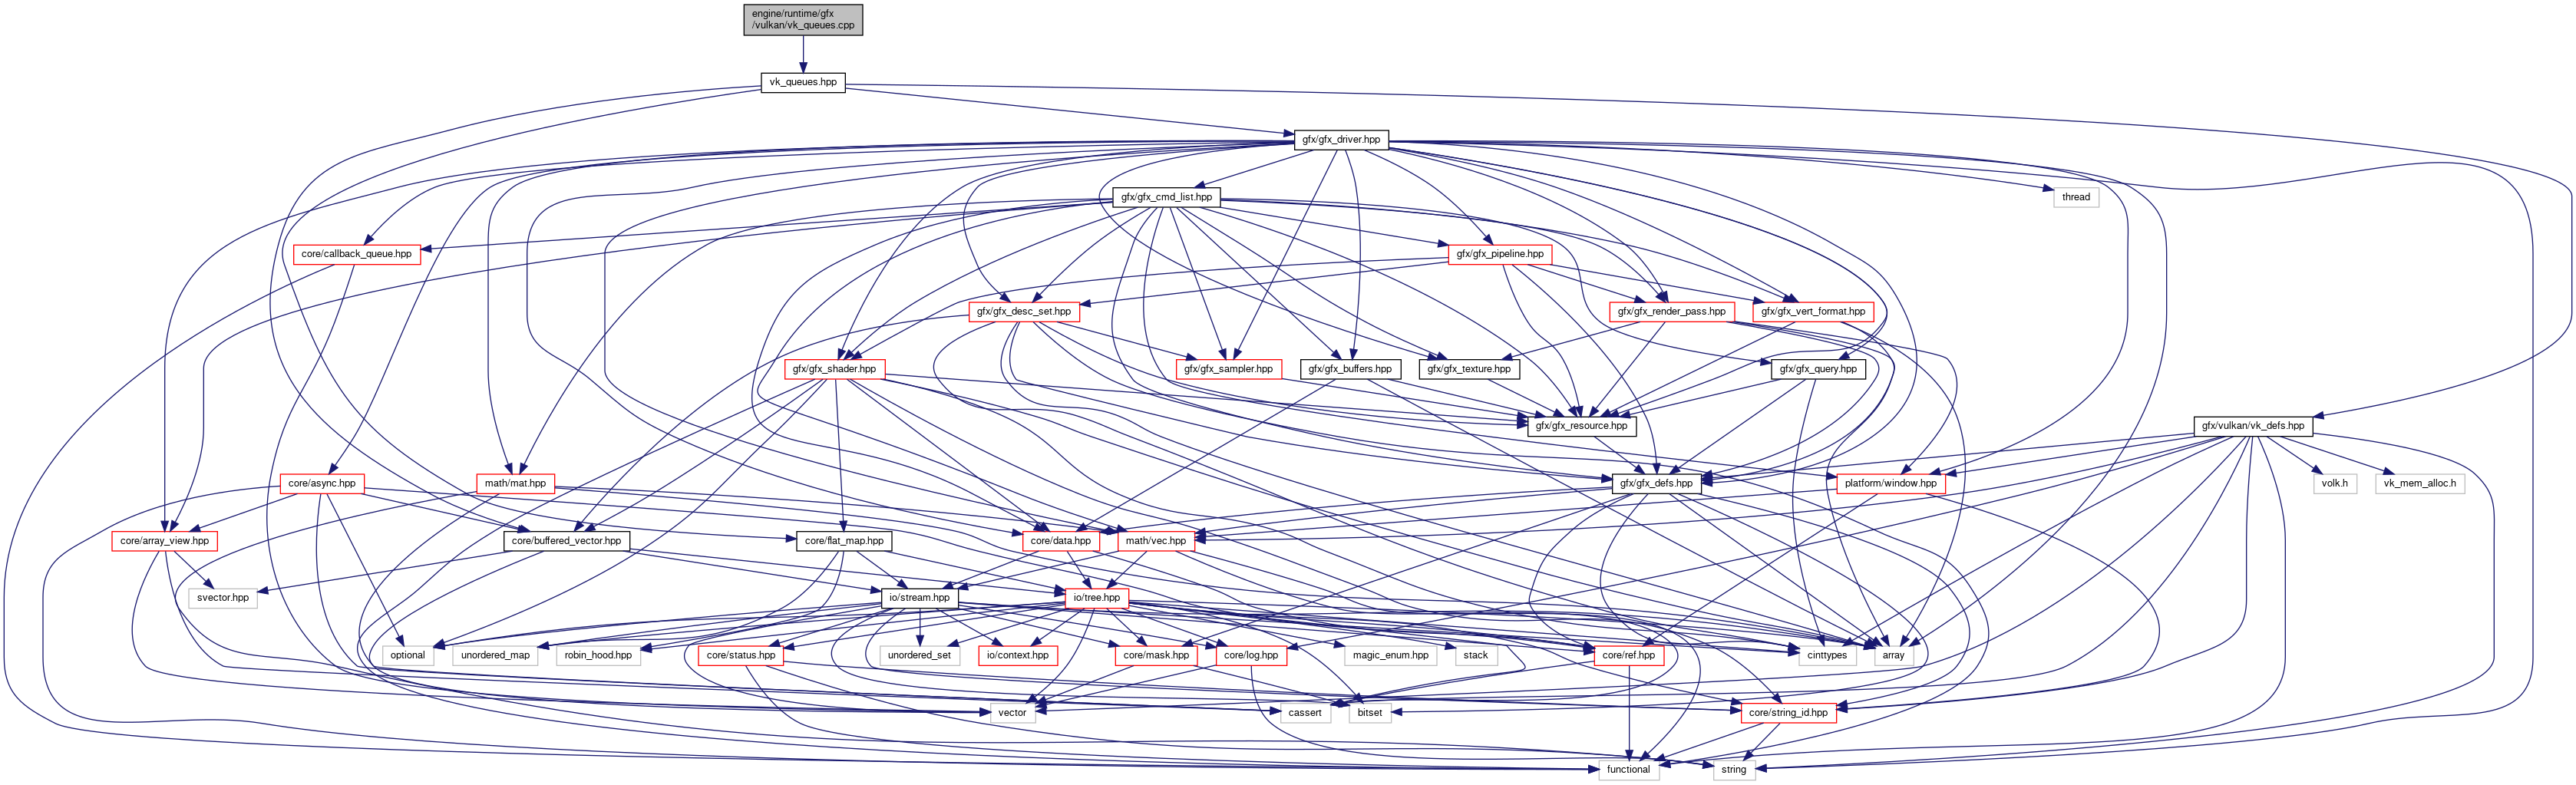 engine/runtime/gfx
/vulkan/vk_queues.cpp
vk_queues.hpp
gfx/gfx_driver.hpp
gfx/gfx_cmd_list.hpp
thread
core/callback_queue.hpp
gfx/gfx_pipeline.hpp
gfx/gfx_desc_set.hpp
gfx/gfx_render_pass.hpp
gfx/gfx_vert_format.hpp
gfx/gfx_shader.hpp
gfx/gfx_sampler.hpp
gfx/gfx_buffers.hpp
gfx/gfx_texture.hpp
gfx/gfx_query.hpp
gfx/gfx_resource.hpp
gfx/vulkan/vk_defs.hpp
core/async.hpp
math/mat.hpp
gfx/gfx_defs.hpp
platform/window.hpp
volk.h
vk_mem_alloc.h
core/array_view.hpp
core/buffered_vector.hpp
core/flat_map.hpp
core/data.hpp
math/vec.hpp
svector.hpp
io/stream.hpp
io/tree.hpp
optional
unordered_map
robin_hood.hpp
core/status.hpp
unordered_set
io/context.hpp
core/mask.hpp
core/log.hpp
magic_enum.hpp
stack
core/ref.hpp
cinttypes
array
vector
cassert
bitset
core/string_id.hpp
functional
string